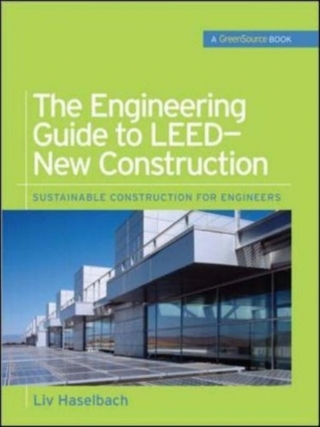 A GreenSource BOOK
The Engineering
Guide to LEED–
New Construction
SUSTAINABLE CONSTRUCTION FOR ENGINEERS
Liv Haselbach